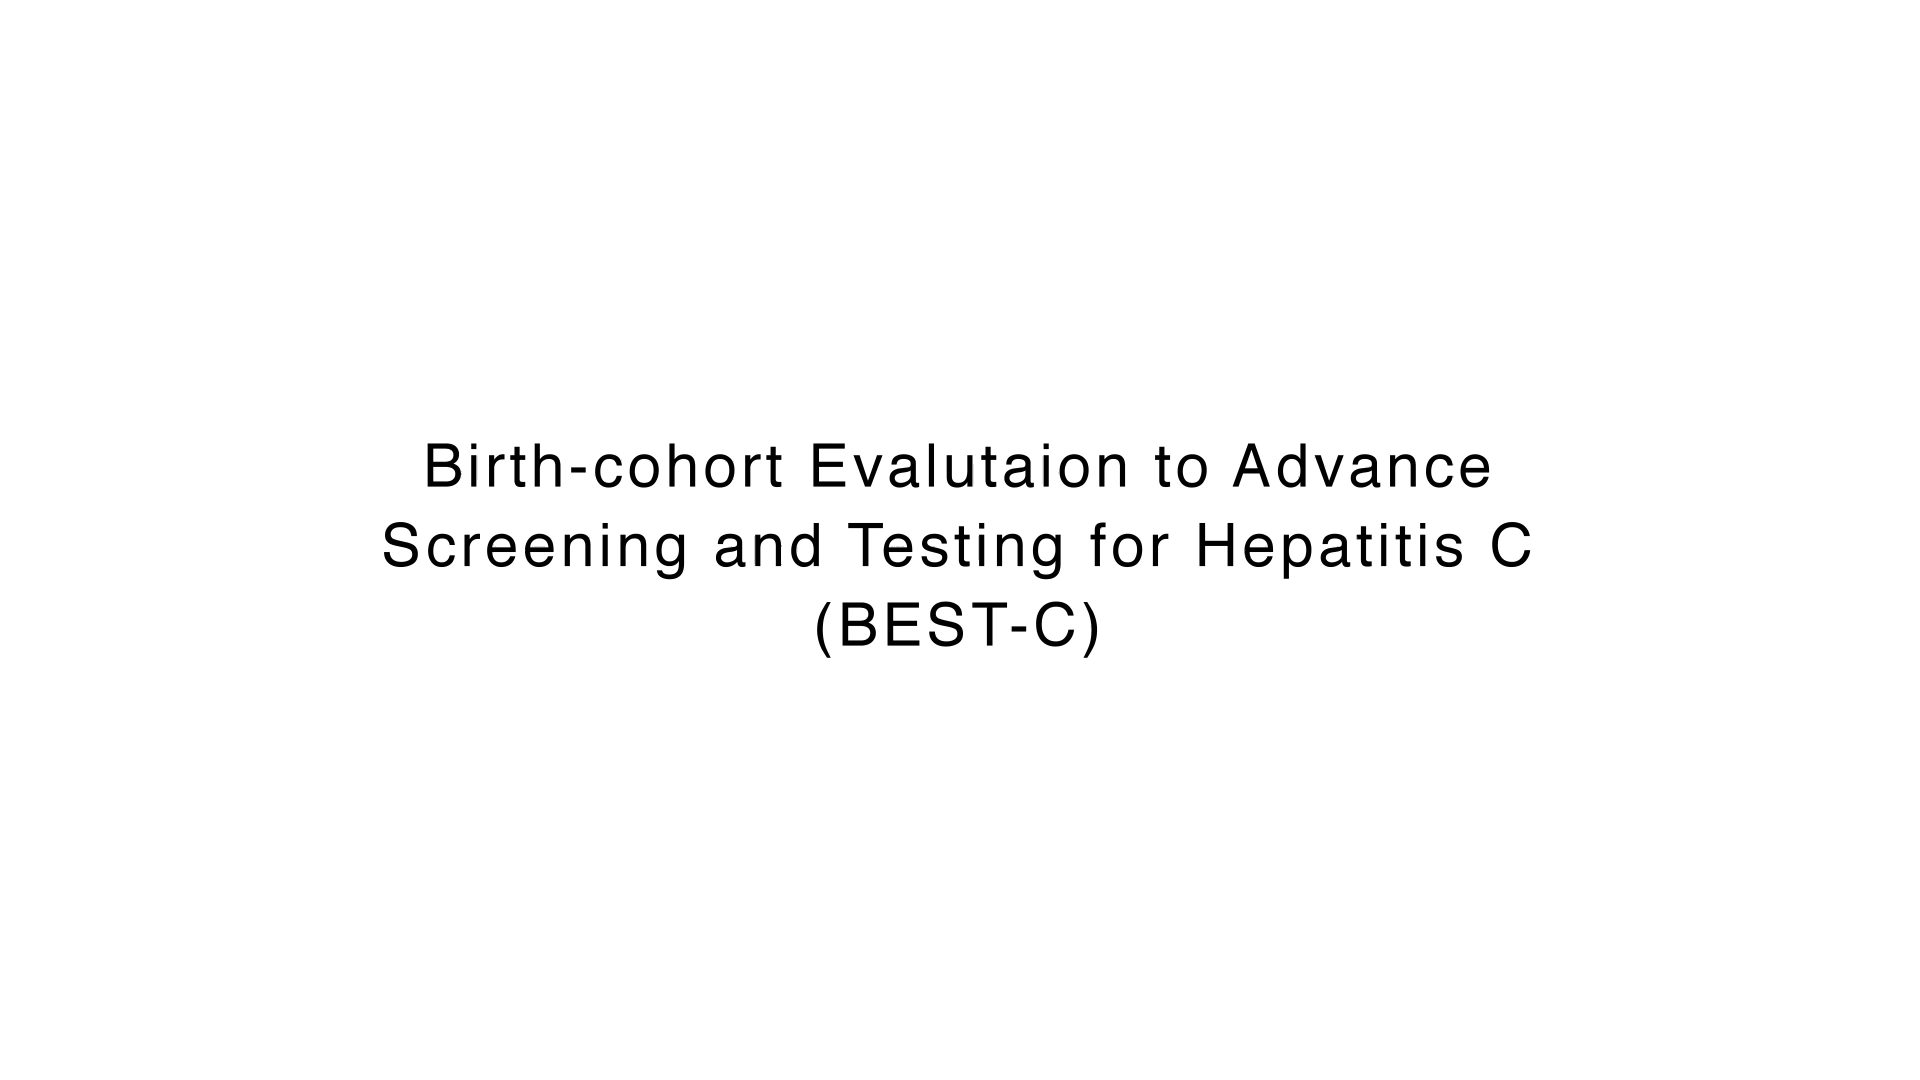 Birth-cohort Evalutaion to Advance
Screening and Testing for Hepatitis C
(BEST-C)